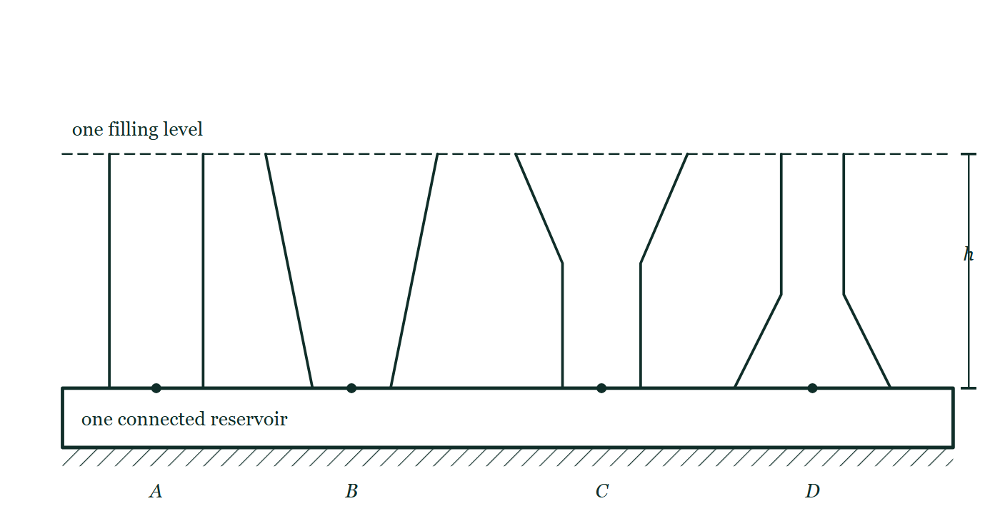 one filling level
h
one connected reservoir
A
B
C
D